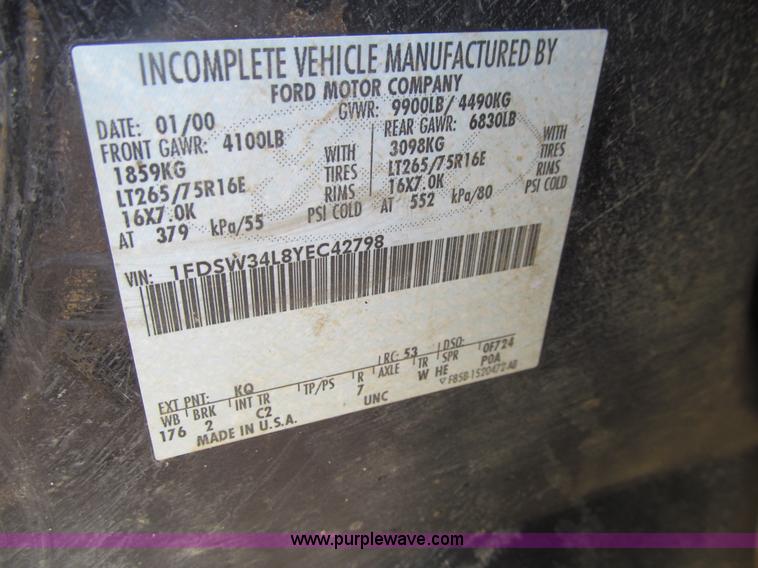 INCOMPLETE VEHICLE MANUFACTURED BY
FORD MOTOR COMPANY
DATE: 01/00 GVWR: 9900LB/ 4490KG
FRONT GAWR: 4100LB REAR GAWR: 6830LB
1859KG WITH 3098KG WITH
LT265/75R16E TIRES LT265/75R16E TIRES
16X7.0K RIMS 16X7.0K RIMS
AT 379 kPa/55 PSI COLD AT 552 kPa/80 PSI COLD
VIN: 1FDSW34L8YEC42798
EXT PNT: KQ RC: 53 DSO: 0F724
WB BRK INT TR TP/PS R AXLE TR SPR POA
176 2 C2 7 W HE
UNC ▽ F85B-1520472-AB
MADE IN U.S.A.
www.purplewave.com